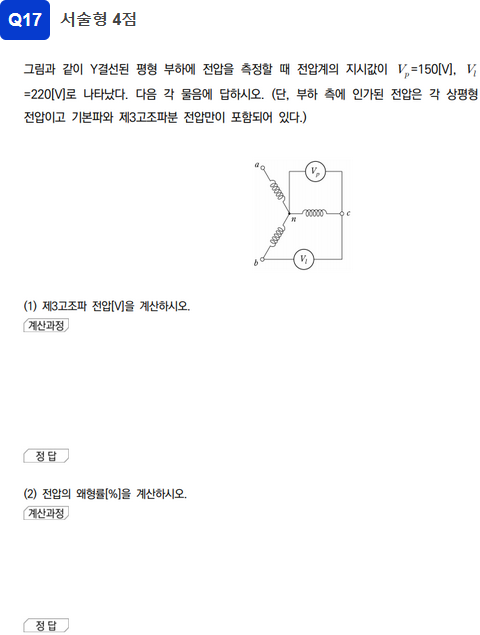 Q17 서술형 4점
그림과 같이 Y결선된 평형 부하에 전압을 측정할 때 전압계의 지시값이 Vp=150[V], Vl
=220[V]로 나타났다. 다음 각 물음에 답하시오. (단, 부하 측에 인가된 전압은 각 상평형
전압이고 기본파와 제3고조파분 전압만이 포함되어 있다.)
a
Vp
n
c
b
Vl
(1) 제3고조파 전압[V]을 계산하시오.
계산과정
정 답
(2) 전압의 왜형률[%]을 계산하시오.
계산과정
정 답